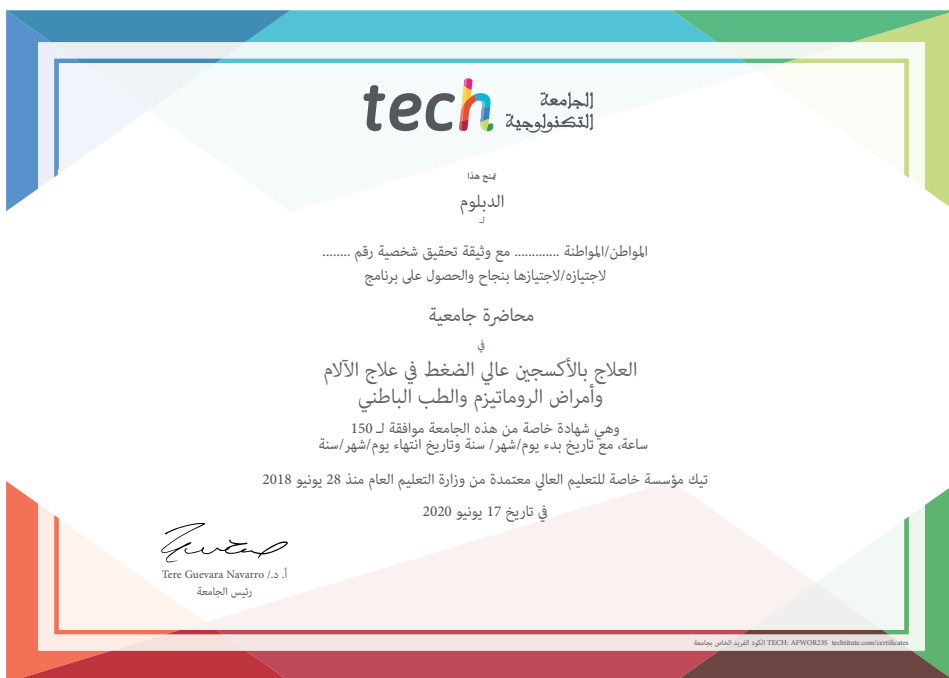 tech الجامعة
التكنولوجية
يمنح هذا
الدبلوم
لـ
المواطن/المواطنة ............. مع وثيقة تحقيق شخصية رقم ........
لاجتيازه/لاجتيازها بنجاح والحصول على برنامج
محاضرة جامعية
في
العلاج بالأكسجين عالي الضغط في علاج الآلام
وأمراض الروماتيزم والطب الباطني
وهي شهادة خاصة من هذه الجامعة موافقة لـ 150
ساعة، مع تاريخ بدء يوم/شهر/ سنة وتاريخ انتهاء يوم/شهر/سنة
تيك مؤسسة خاصة للتعليم العالي معتمدة من وزارة التعليم العام منذ 28 يونيو 2018
في تاريخ 17 يونيو 2020
أ. د./ Tere Guevara Navarro
رئيس الجامعة
الكود الفريد الخاص بجامعة TECH: AFWOR23S techtitute.com/certificates